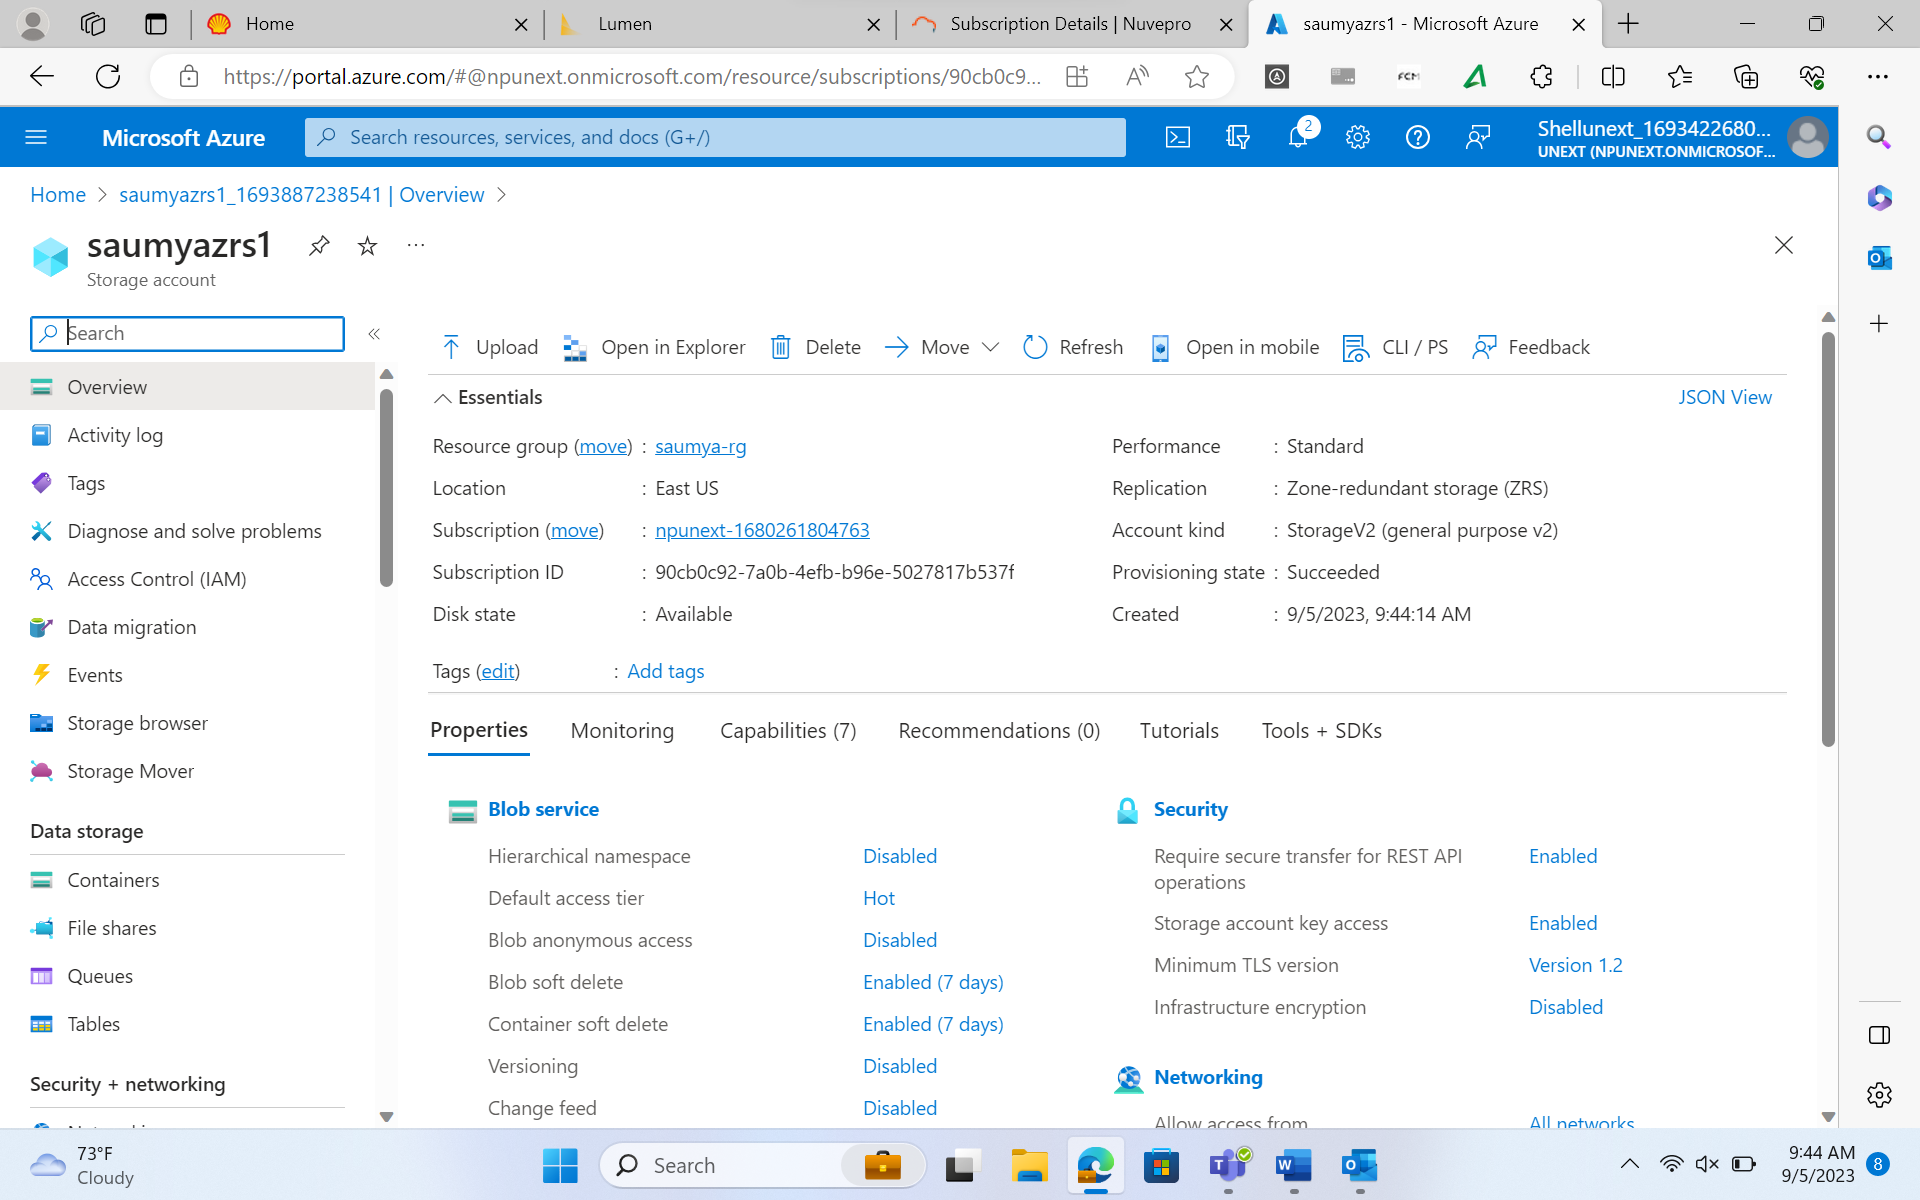 Home
Lumen
Subscription Details | Nuvepro
saumyazrs1 - Microsoft Azure
https://portal.azure.com/#@npunext.onmicrosoft.com/resource/subscriptions/90cb0c9...
FCM
Microsoft Azure
Search resources, services, and docs (G+/)
2
Shellunext_1693422680...
UNEXT (NPUNEXT.ONMICROSOF...
Home > saumyazrs1_1693887238541 | Overview >
saumyazrs1
Storage account
Search
Overview
Activity log
Tags
Diagnose and solve problems
Access Control (IAM)
Data migration
Events
Storage browser
Storage Mover
Data storage
Containers
File shares
Queues
Tables
Security + networking
Upload
Open in Explorer
Delete
Move
Refresh
Open in mobile
CLI / PS
Feedback
Essentials
JSON View
Resource group (move) : saumya-rg
Location : East US
Subscription (move) : npunext-1680261804763
Subscription ID : 90cb0c92-7a0b-4efb-b96e-5027817b537f
Disk state : Available
Performance : Standard
Replication : Zone-redundant storage (ZRS)
Account kind : StorageV2 (general purpose v2)
Provisioning state : Succeeded
Created : 9/5/2023, 9:44:14 AM
Tags (edit) : Add tags
Properties
Monitoring
Capabilities (7)
Recommendations (0)
Tutorials
Tools + SDKs
Blob service
Hierarchical namespace Disabled
Default access tier Hot
Blob anonymous access Disabled
Blob soft delete Enabled (7 days)
Container soft delete Enabled (7 days)
Versioning Disabled
Change feed Disabled
Security
Require secure transfer for REST API Enabled
operations
Storage account key access Enabled
Minimum TLS version Version 1.2
Infrastructure encryption Disabled
Networking
Allow access from All networks
73°F
Cloudy
Search
9:44 AM
9/5/2023
8